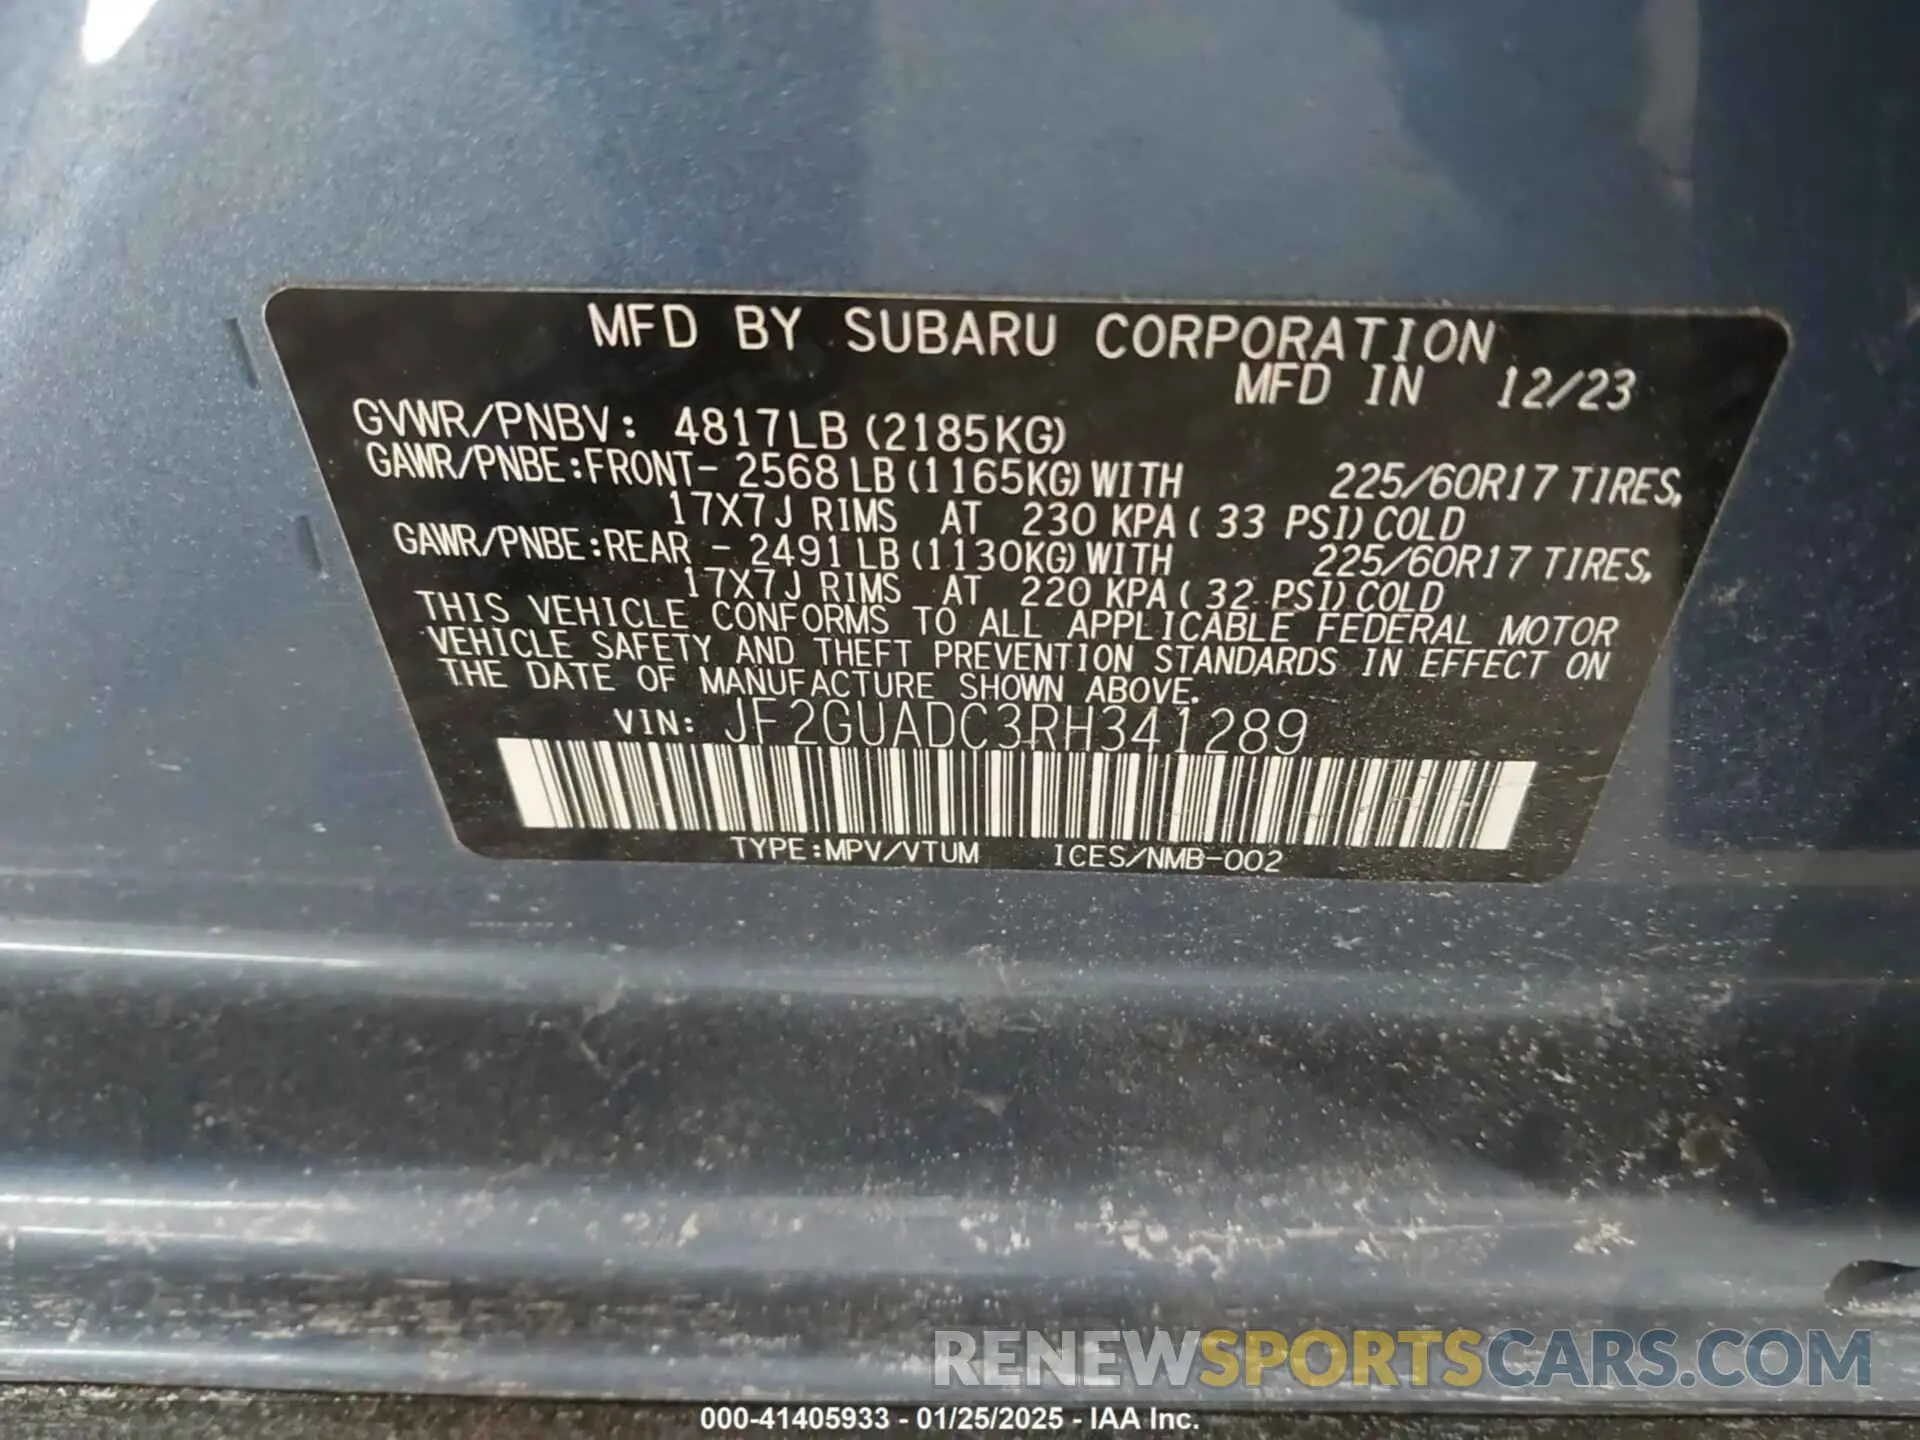 MFD BY SUBARU CORPORATION
MFD IN 12/23
GVWR/PNBV: 4817LB (2185KG)
GAWR/PNBE:FRONT- 2568LB(1165KG)WITH 225/60R17 TIRES,
17X7J RIMS AT 230 KPA( 33 PSI)COLD
GAWR/PNBE:REAR - 2491LB(1130KG)WITH 225/60R17 TIRES,
17X7J RIMS AT 220 KPA( 32 PSI)COLD
THIS VEHICLE CONFORMS TO ALL APPLICABLE FEDERAL MOTOR
VEHICLE SAFETY AND THEFT PREVENTION STANDARDS IN EFFECT ON
THE DATE OF MANUFACTURE SHOWN ABOVE.
VIN: JF2GUADC3RH341289
TYPE:MPV/VTUM ICES/NMB-002
RENEWSPORTSCARS.COM
000-41405933 - 01/25/2025 - IAA Inc.